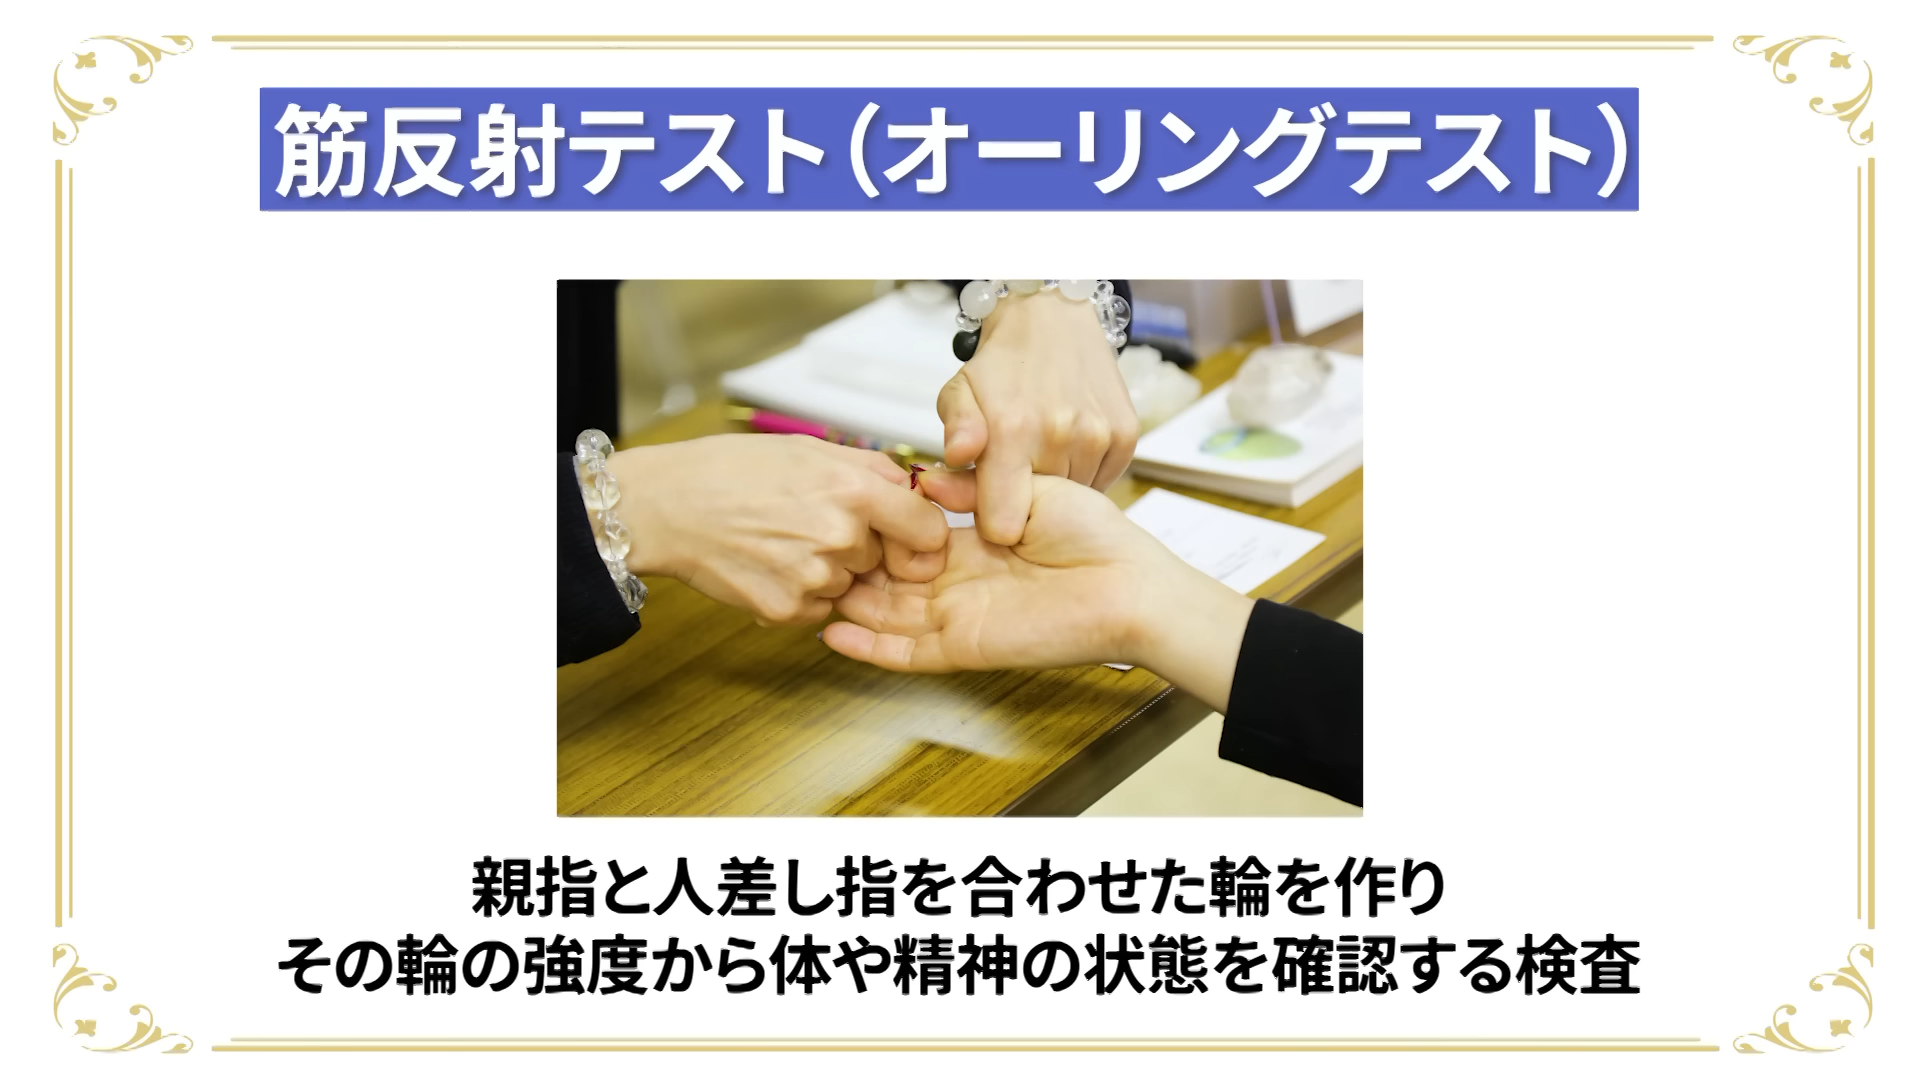 筋反射テスト（オーリングテスト）
親指と人差し指を合わせた輪を作り
その輪の強度から体や精神の状態を確認する検査